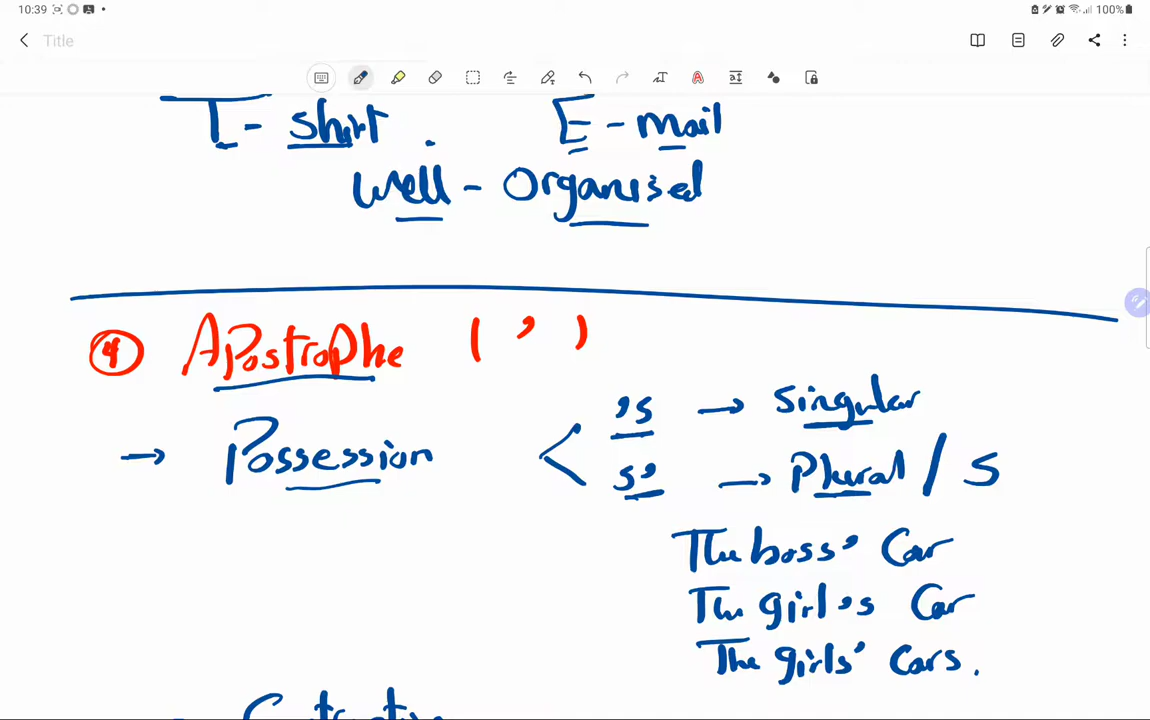 10:39 100%
Title
T - shirt E - mail
well - organised
④ Apostrophe ( ' )
→ Possession < 's → singular
s' → Plural / S
The boss' Car
The girl's Car
The girls' Cars.